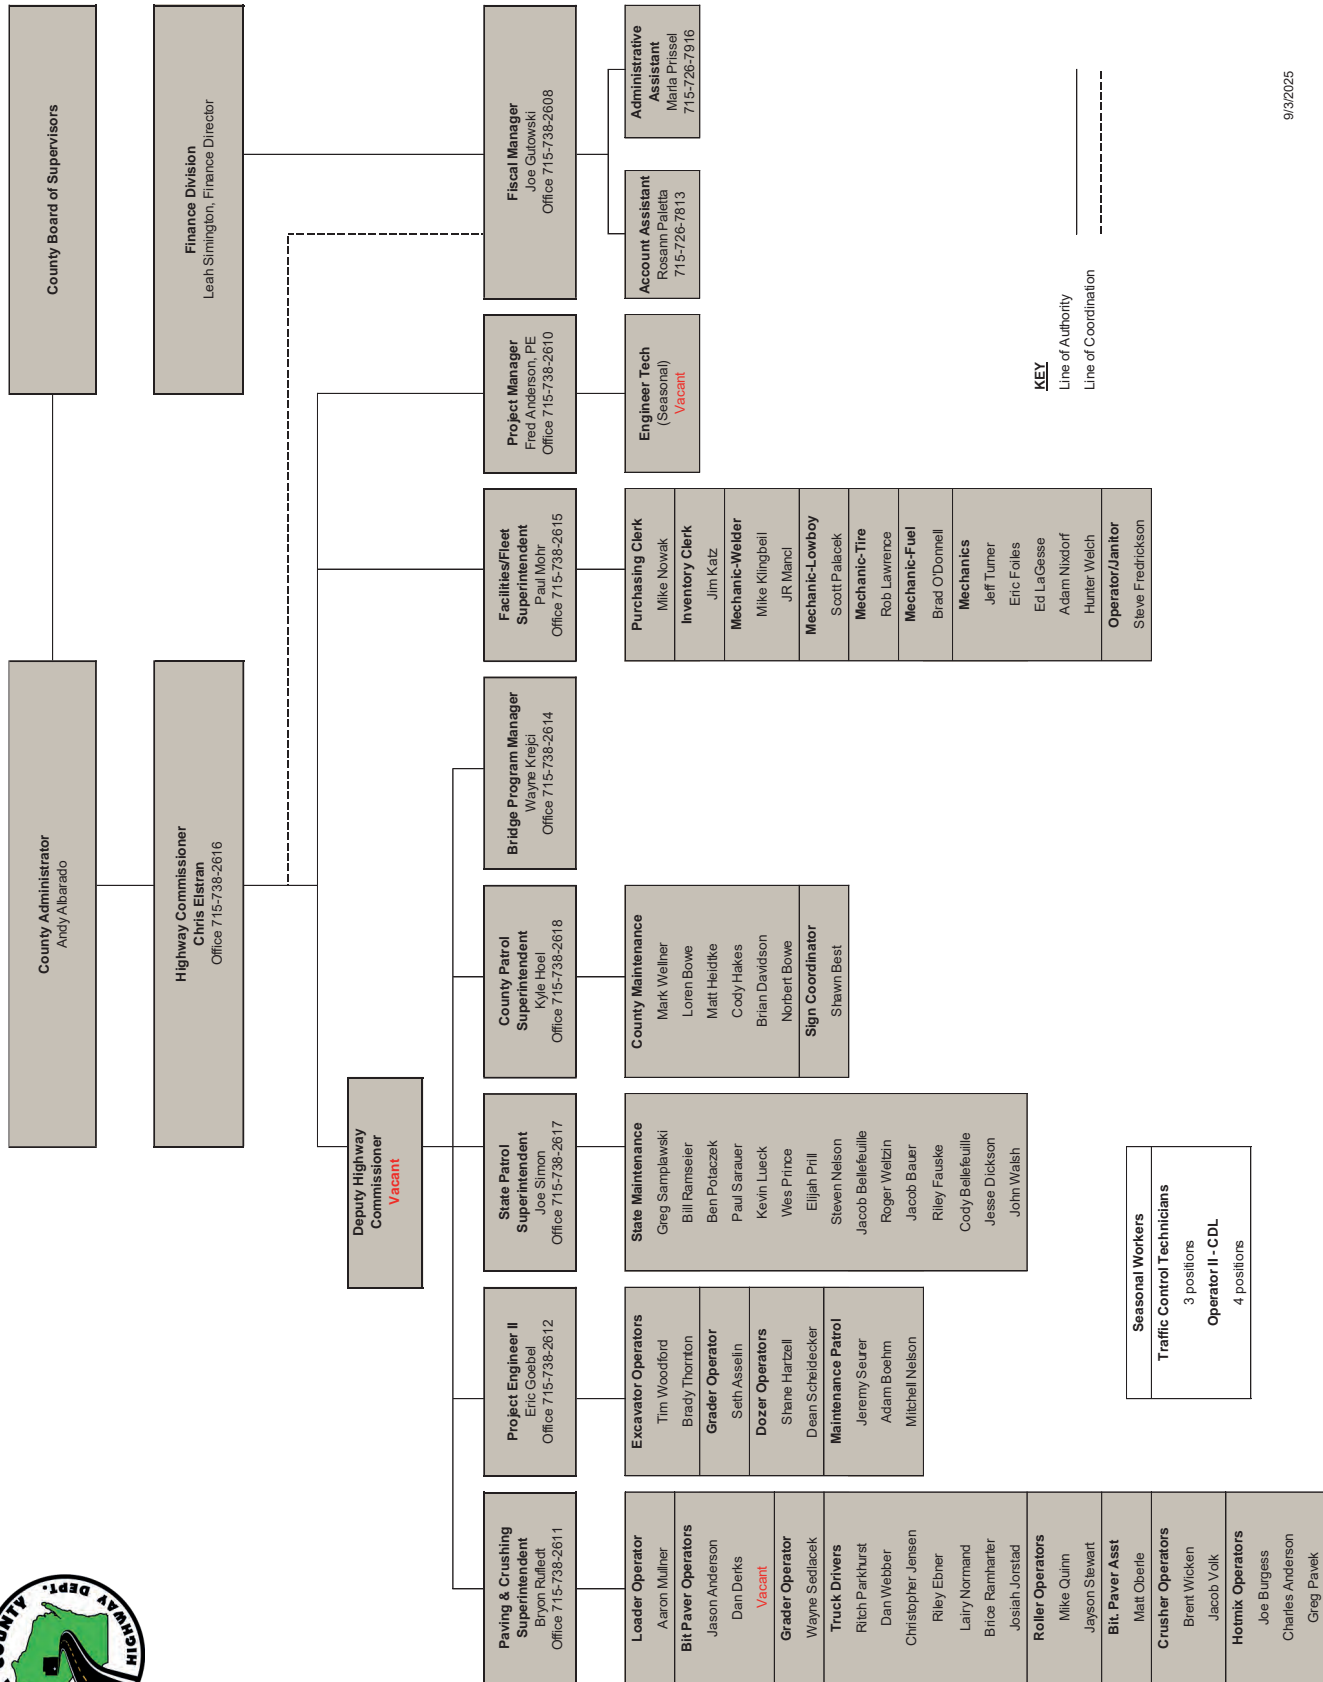 County Board of Supervisors
County Administrator
Andy Albarado
Highway Commissioner
Chris Elstran
Office 715-738-2616
Finance Division
Leah Simington, Finance Director
Deputy Highway
Commissioner
Vacant
Paving & Crushing
Superintendent
Bryon Rufledt
Office 715-738-2611
Project Engineer II
Eric Goebel
Office 715-738-2612
State Patrol
Superintendent
Joe Simon
Office 715-738-2617
County Patrol
Superintendent
Kyle Hoel
Office 715-738-2618
Bridge Program Manager
Wayne Krejci
Office 715-738-2614
Facilities/Fleet
Superintendent
Paul Mohr
Office 715-738-2615
Project Manager
Fred Anderson, PE
Office 715-738-2610
Fiscal Manager
Joe Gutowski
Office 715-738-2608
Loader Operator
Aaron Mullner
Bit Paver Operators
Jason Anderson
Dan Derks
Vacant
Grader Operator
Wayne Sedlacek
Truck Drivers
Ritch Parkhurst
Dan Webber
Christopher Jensen
Riley Ebner
Lairy Normand
Brice Ramharter
Josiah Jorstad
Roller Operators
Mike Quinn
Jayson Stewart
Bit. Paver Asst
Matt Oberle
Crusher Operators
Brent Wicken
Jacob Volk
Hotmix Operators
Joe Burgess
Charles Anderson
Greg Pavek
Excavator Operators
Tim Woodford
Brady Thornton
Grader Operator
Seth Asselin
Dozer Operators
Shane Hartzell
Dean Scheidecker
Maintenance Patrol
Jeremy Seurer
Adam Boehm
Mitchell Nelson
State Maintenance
Greg Samplawski
Bill Ramseier
Ben Potaczek
Paul Sarauer
Kevin Lueck
Wes Prince
Elijah Prill
Steven Nelson
Jacob Bellefeuille
Roger Weltzin
Jacob Bauer
Riley Fauske
Cody Bellefeuille
Jesse Dickson
John Walsh
County Maintenance
Mark Wellner
Loren Bowe
Matt Heidtke
Cody Hakes
Brian Davidson
Norbert Bowe
Sign Coordinator
Shawn Best
Purchasing Clerk
Mike Nowak
Inventory Clerk
Jim Katz
Mechanic-Welder
Mike Klingbeil
JR Mancl
Mechanic-Lowboy
Scott Palacek
Mechanic-Tire
Rob Lawrence
Mechanic-Fuel
Brad O'Donnell
Mechanics
Jeff Turner
Eric Foiles
Ed LaGesse
Adam Nixdorf
Hunter Welch
Operator/Janitor
Steve Fredrickson
Engineer Tech
(Seasonal)
Vacant
Account Assistant
Rosann Paletta
715-726-7813
Administrative
Assistant
Marla Prissel
715-726-7916
Seasonal Workers
Traffic Control Technicians
3 positions
Operator II - CDL
4 positions
KEY
Line of Authority
Line of Coordination
9/3/2025
HIGHWAY
DEPT.